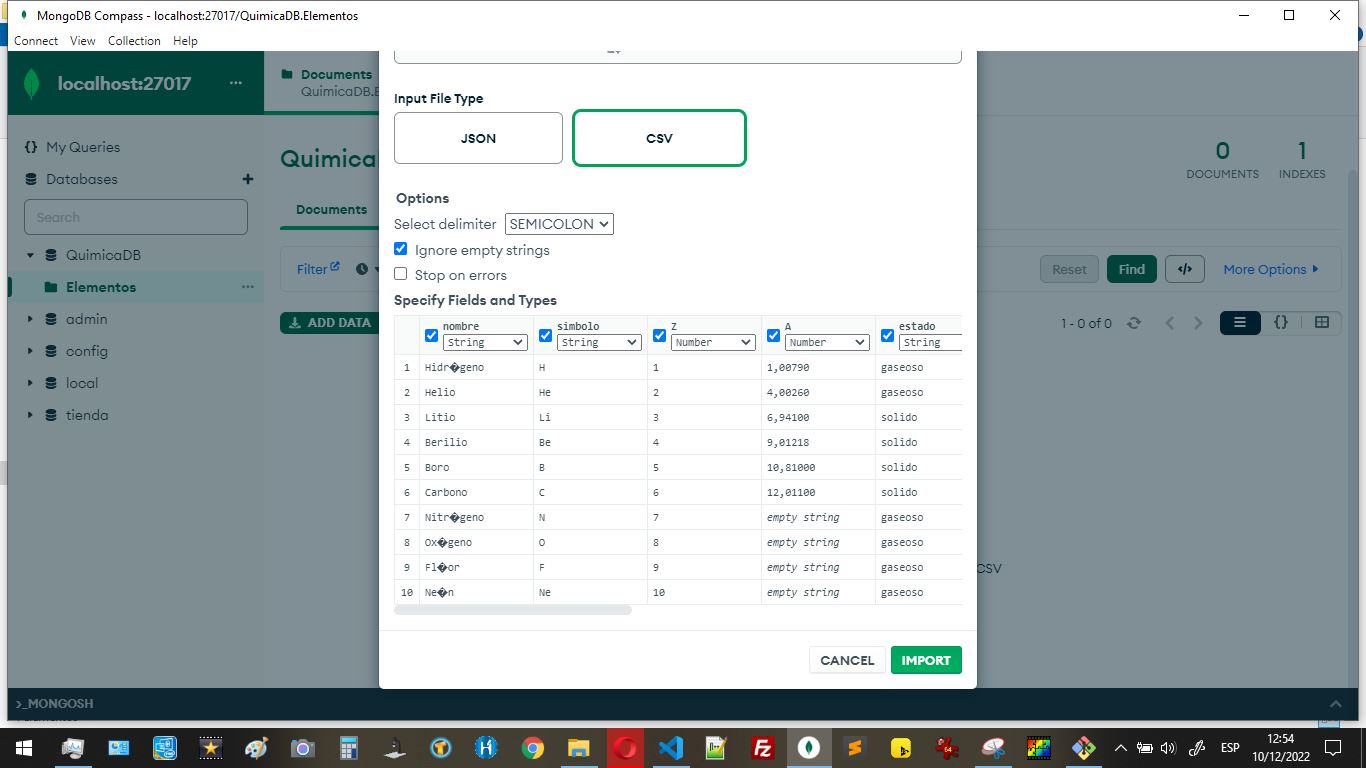 MongoDB Compass - localhost:27017/QuimicaDB.Elementos
Connect View Collection Help
localhost:27017 ...
Documents
QuimicaDB.E
My Queries
Databases +
Search
QuimicaDB
Elementos ...
admin
config
local
tienda
Quimica
0 1
DOCUMENTS INDEXES
Documents
Filter
Reset Find </> More Options
ADD DATA
1 - 0 of 0 {}
CSV
Input File Type
JSON CSV
Options
Select delimiter SEMICOLON
Ignore empty strings
Stop on errors
Specify Fields and Types
nombre simbolo Z A estado
String String Number Number String
1 Hidr�geno H 1 1,00790 gaseoso
2 Helio He 2 4,00260 gaseoso
3 Litio Li 3 6,94100 solido
4 Berilio Be 4 9,01218 solido
5 Boro B 5 10,81000 solido
6 Carbono C 6 12,01100 solido
7 Nitr�geno N 7 empty string gaseoso
8 Ox�geno O 8 empty string gaseoso
9 Fl�or F 9 empty string gaseoso
10 Ne�n Ne 10 empty string gaseoso
CANCEL IMPORT
>_MONGOSH
ESP
12:54
10/12/2022